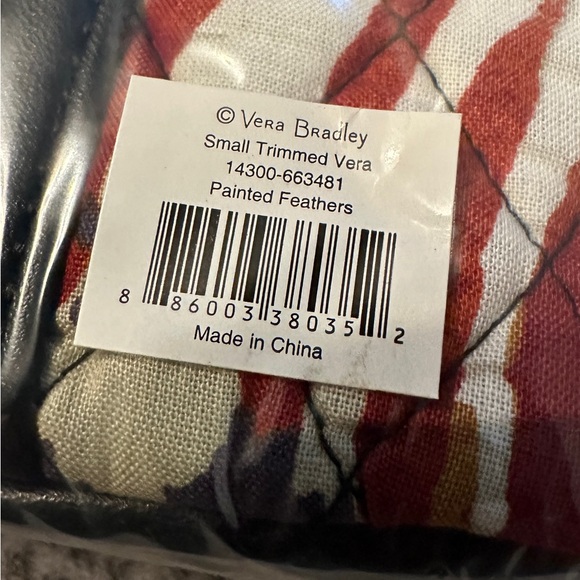 © Vera Bradley
Small Trimmed Vera
14300-663481
Painted Feathers
8 86003 38035 2
Made in China